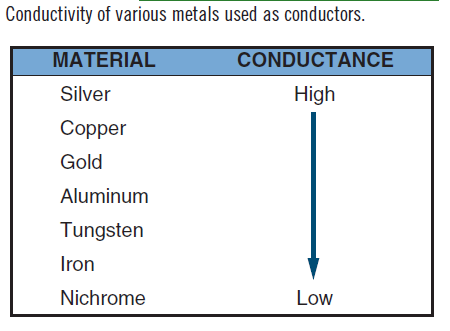 Conductivity of various metals used as conductors.
MATERIAL CONDUCTANCE
Silver High
Copper
Gold
Aluminum
Tungsten
Iron
Nichrome Low